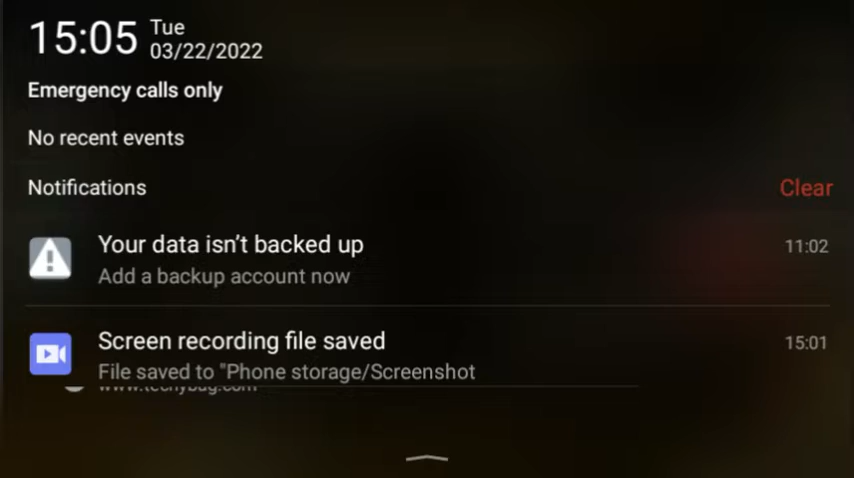 15:05 Tue
03/22/2022
Emergency calls only
No recent events
Notifications Clear
Your data isn't backed up 11:02
Add a backup account now
Screen recording file saved 15:01
File saved to "Phone storage/Screenshot
www.techybag.com